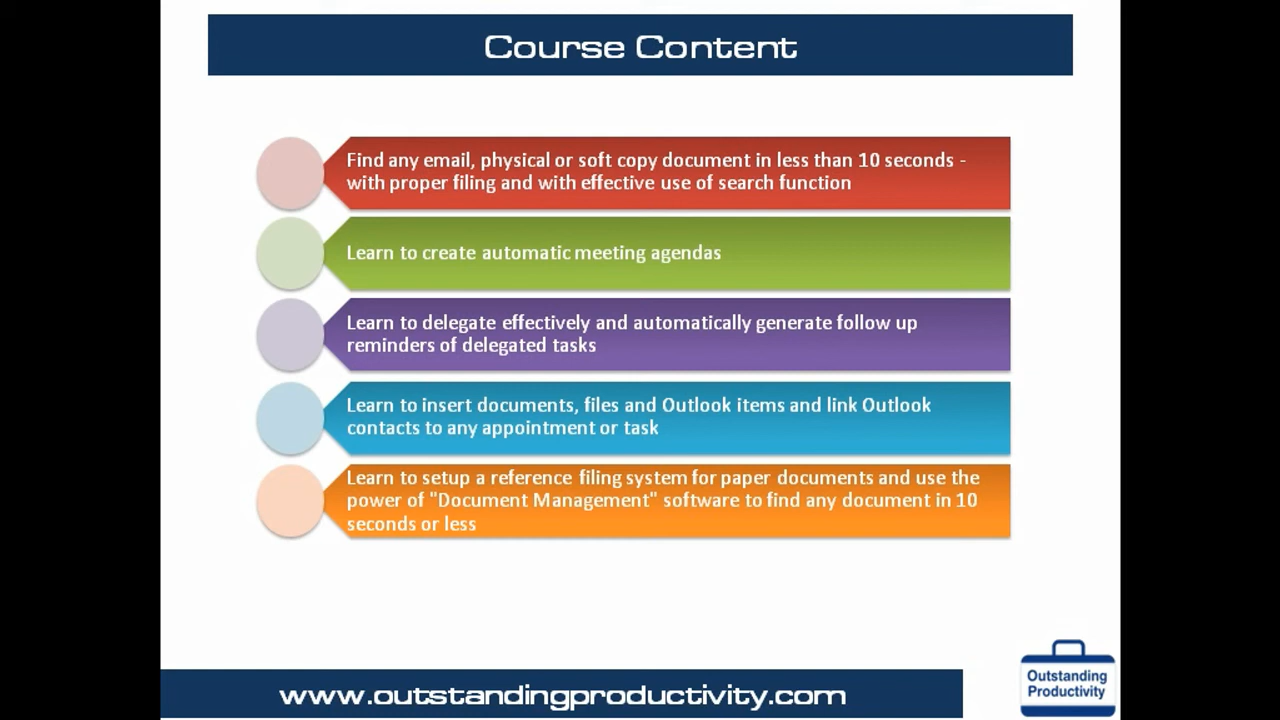 Course Content
Find any email, physical or soft copy document in less than 10 seconds -
with proper filing and with effective use of search function
Learn to create automatic meeting agendas
Learn to delegate effectively and automatically generate follow up
reminders of delegated tasks
Learn to insert documents, files and Outlook items and link Outlook
contacts to any appointment or task
Learn to setup a reference filing system for paper documents and use the
power of "Document Management" software to find any document in 10
seconds or less
www.outstandingproductivity.com
Outstanding
Productivity